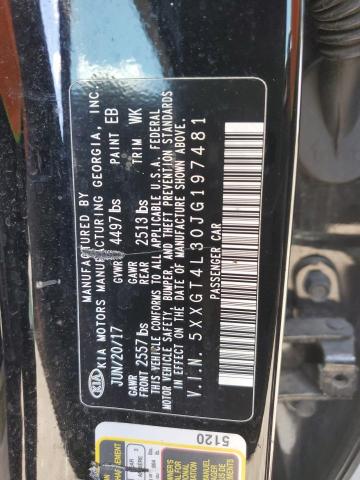 MANUFACTURED BY
KIA KIA MOTORS MANUFACTURING GEORGIA, INC.
JUN/20/17 GVWR 4497 lbs PAINT EB
GAWR FRONT 2557 lbs GAWR REAR 2513 lbs TRIM WK
THIS VEHICLE CONFORMS TO ALL APPLICABLE U.S.A. FEDERAL
MOTOR VEHICLE SAFETY, BUMPER, AND THEFT PREVENTION STANDARDS
IN EFFECT ON THE DATE OF MANUFACTURE SHOWN ABOVE.
V.I.N. 5XXGT4L30JG197481
PASSENGER CAR
5120